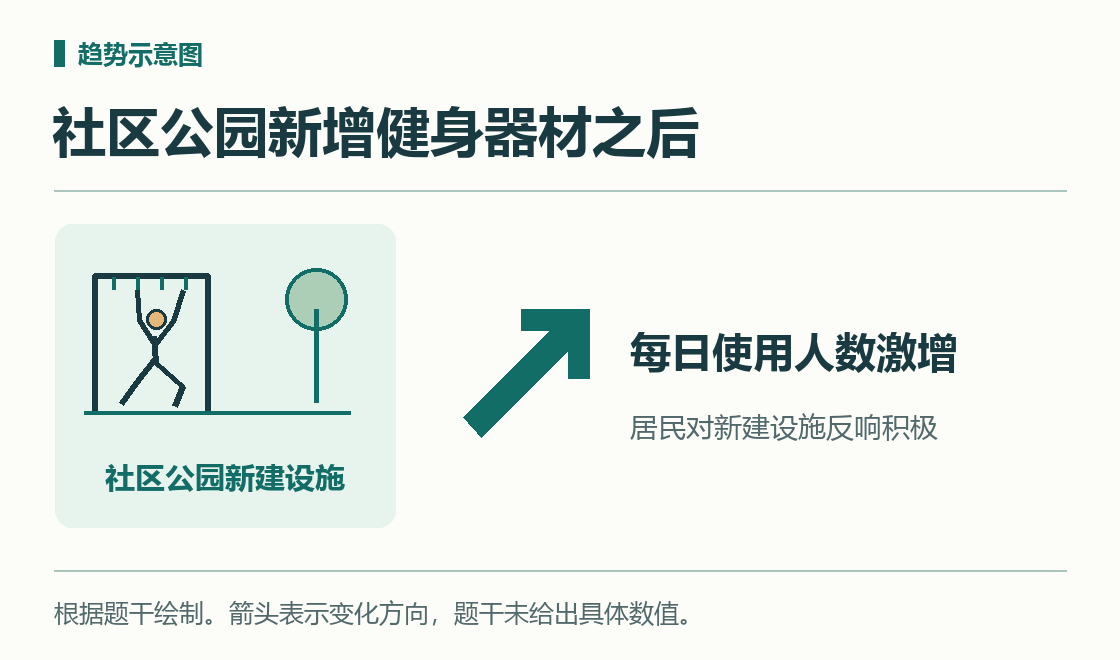 趋势示意图
社区公园新增健身器材之后
每日使用人数激增
居民对新建设施反响积极
社区公园新建设施
根据题干绘制。箭头表示变化方向，题干未给出具体数值。